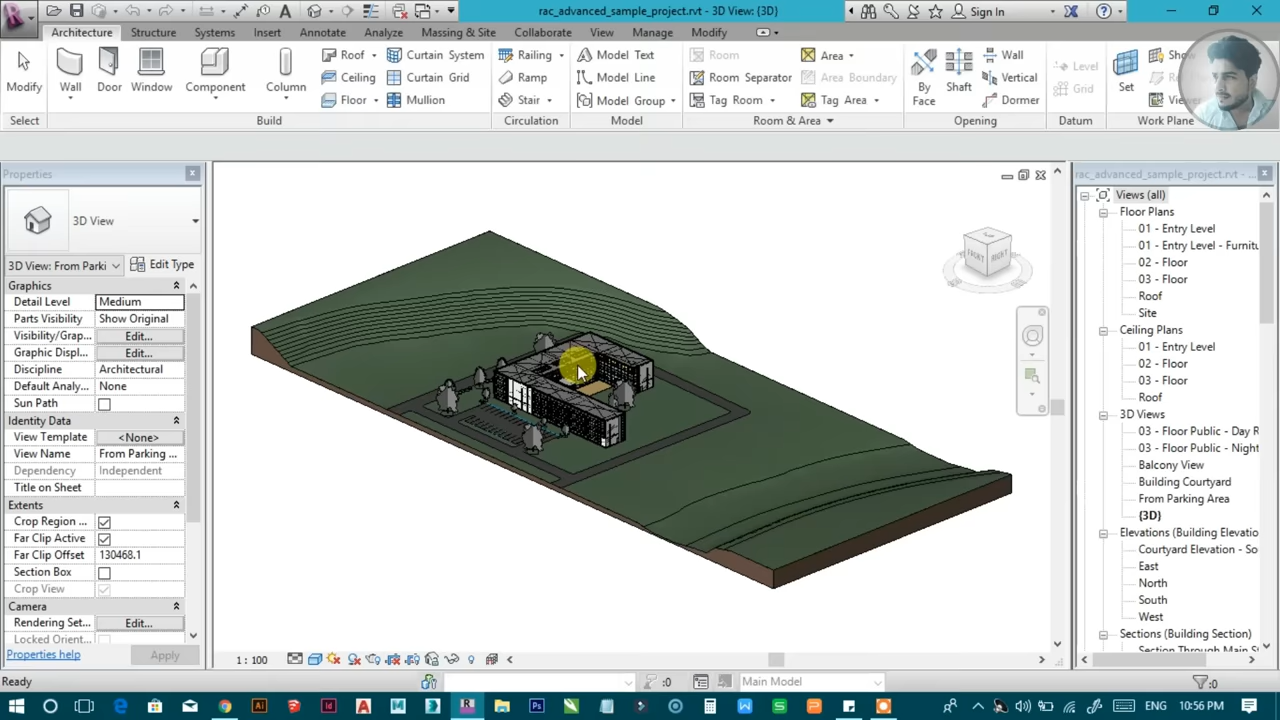 rac_advanced_sample_project.rvt - 3D View: {3D}
Sign In
Architecture
Structure
Systems
Insert
Annotate
Analyze
Massing & Site
Collaborate
View
Manage
Modify
Modify
Wall
Door
Window
Component
Column
Roof
Ceiling
Floor
Curtain System
Curtain Grid
Mullion
Railing
Ramp
Stair
Model Text
Model Line
Model Group
Room
Room Separator
Tag Room
Area
Area Boundary
Tag Area
By
Face
Shaft
Wall
Vertical
Dormer
Level
Grid
Set
Show
Viewer
Select
Build
Circulation
Model
Room & Area
Opening
Datum
Work Plane
Properties
3D View
3D View: From Parki
Edit Type
Graphics
Detail Level Medium
Parts Visibility Show Original
Visibility/Grap... Edit...
Graphic Displ... Edit...
Discipline Architectural
Default Analy... None
Sun Path
Identity Data
View Template <None>
View Name From Parking ...
Dependency Independent
Title on Sheet
Extents
Crop Region ...
Far Clip Active
Far Clip Offset 130468.1
Section Box
Crop View
Camera
Rendering Set... Edit...
Locked Orient...
Properties help
Apply
FRONT
RIGHT
1 : 100
rac_advanced_sample_project.rvt - ...
Views (all)
Floor Plans
01 - Entry Level
01 - Entry Level - Furnitu
02 - Floor
03 - Floor
Roof
Site
Ceiling Plans
01 - Entry Level
02 - Floor
03 - Floor
Roof
3D Views
03 - Floor Public - Day R
03 - Floor Public - Night
Balcony View
Building Courtyard
From Parking Area
{3D}
Elevations (Building Elevatio
Courtyard Elevation - So
East
North
South
West
Sections (Building Section)
Section Through Main St
Ready
:0
Main Model
:0
10:56 PM